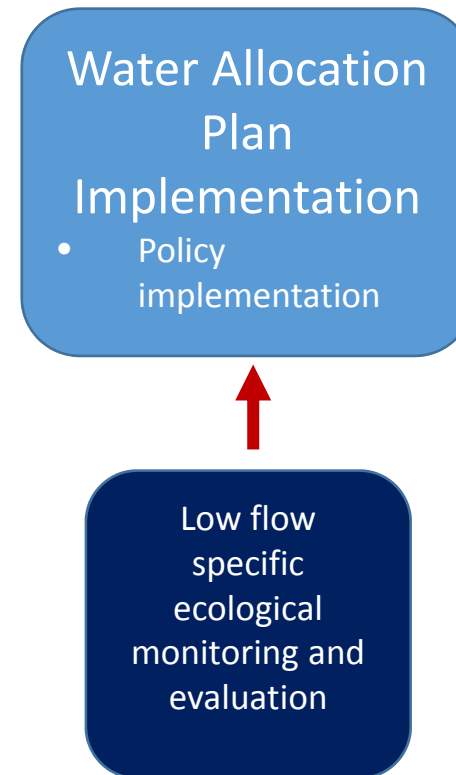 Water Allocation
Plan
Implementation
• Policy
implementation
Low flow
specific
ecological
monitoring and
evaluation